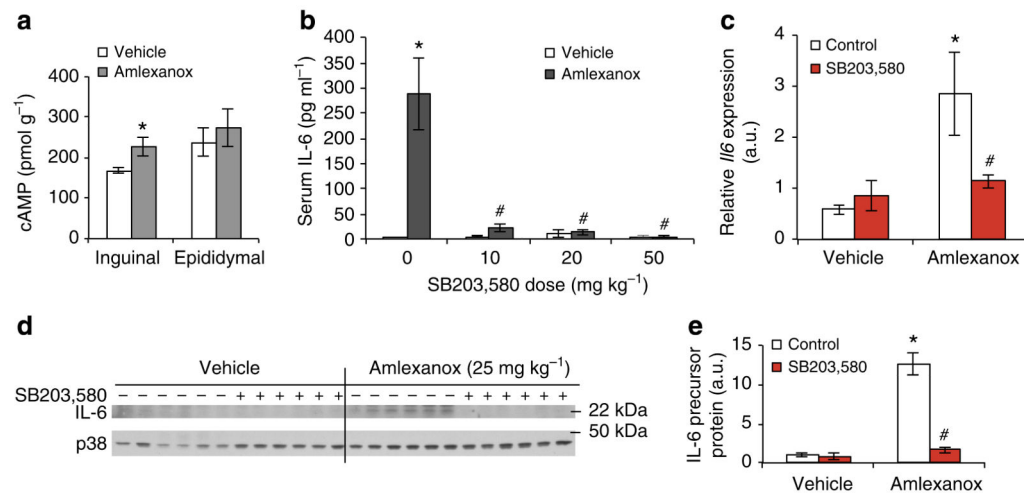 a
Vehicle
Amlexanox
cAMP (pmol g⁻¹)
400
300
200
100
0
*
Inguinal Epididymal
b
Vehicle
Amlexanox
Serum IL-6 (pg ml⁻¹)
400
350
300
250
200
150
100
50
0
*
#
#
#
0 10 20 50
SB203,580 dose (mg kg⁻¹)
c
Control
SB203,580
Relative Il6 expression
(a.u.)
4
3
2
1
0
*
#
Vehicle Amlexanox
d
Vehicle Amlexanox (25 mg kg⁻¹)
SB203,580 – – – – – – + + + + + + – – – – – – + + + + + +
IL-6 – 22 kDa
– 50 kDa
p38
e
Control
SB203,580
IL-6 precursor
protein (a.u.)
15
10
5
0
*
#
Vehicle Amlexanox